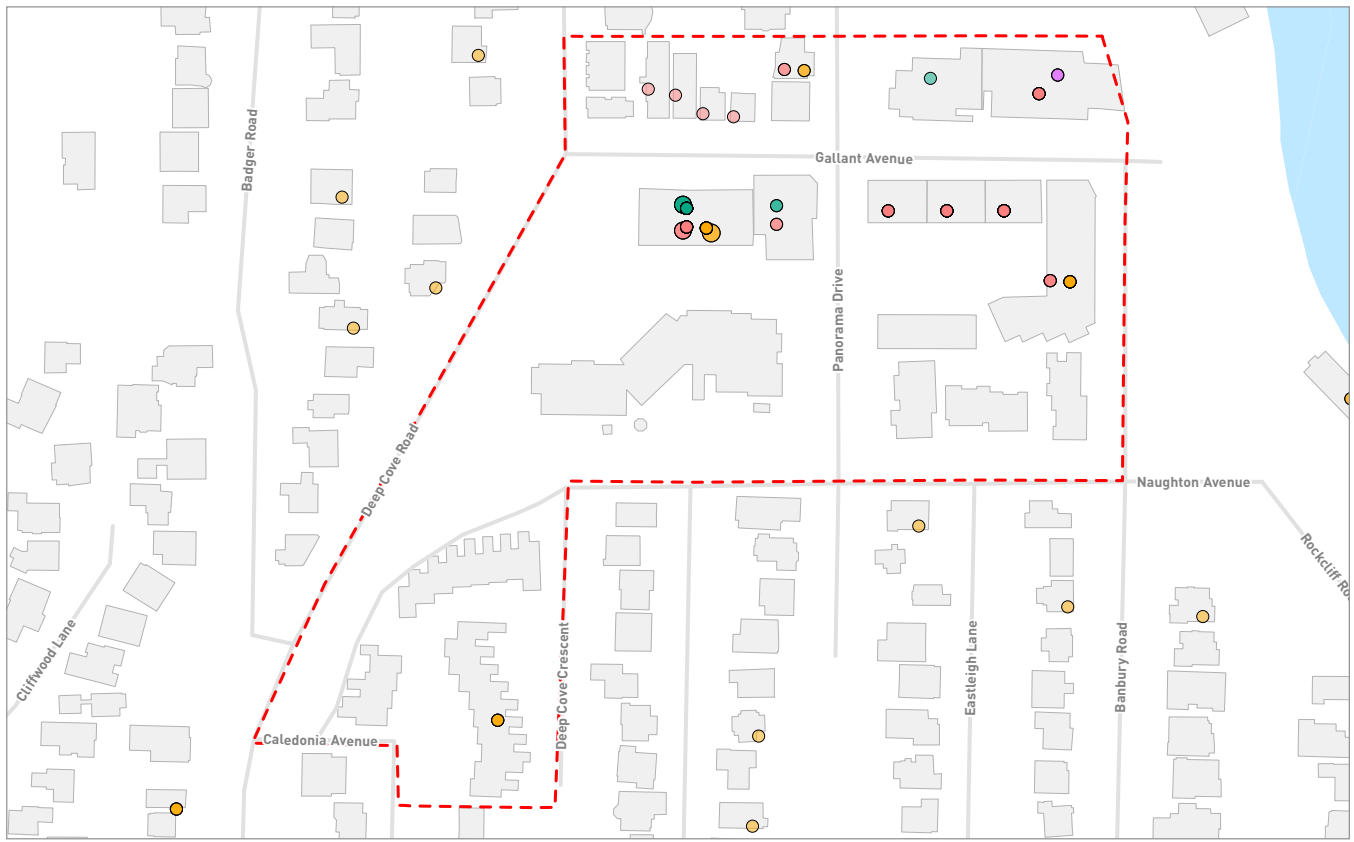 Badger Road
Gallant Avenue
Panorama Drive
Deep Cove Road
Naughton Avenue
Rockcliff Ro
Cliffwood Lane
Deep Cove Crescent
Eastleigh Lane
Banbury Road
Caledonia Avenue